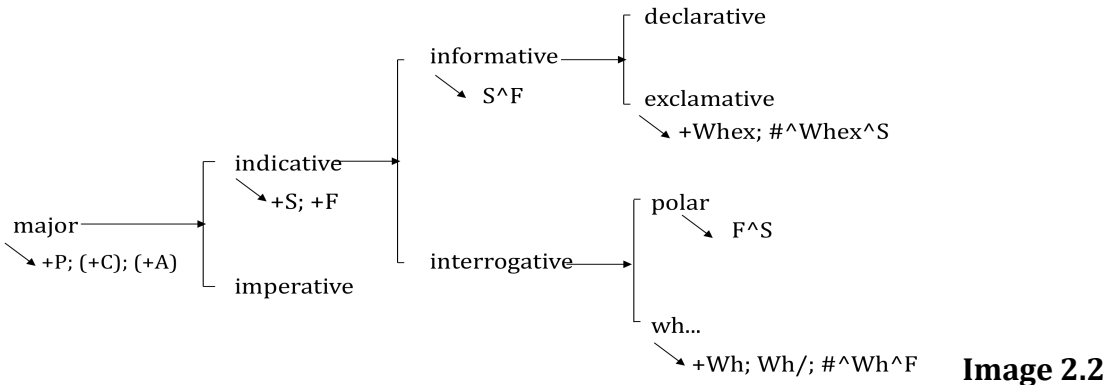 declarative
informative
S^F
exclamative
+Whex; #^Whex^S
indicative
+S; +F
major
+P; (+C); (+A)
polar
F^S
interrogative
imperative
wh...
+Wh; Wh/; #^Wh^F
Image 2.2